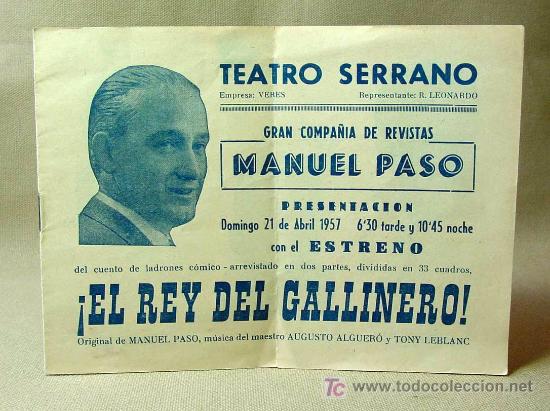 TEATRO SERRANO
Empresa: VERES Representante: R. LEONARDO
GRAN COMPAÑIA DE REVISTAS
MANUEL PASO
PRESENTACION
Domingo 21 de Abril 1957 6'30 tarde y 10'45 noche
con el ESTRENO
del cuento de ladrones cómico - arrevistado en dos partes, divididas en 33 cuadros,
¡EL REY DEL GALLINERO!
Original de MANUEL PASO, música del maestro AUGUSTO ALGUERÓ y TONY LEBLANC
TC todocoleccion.net
www.todocoleccion.net